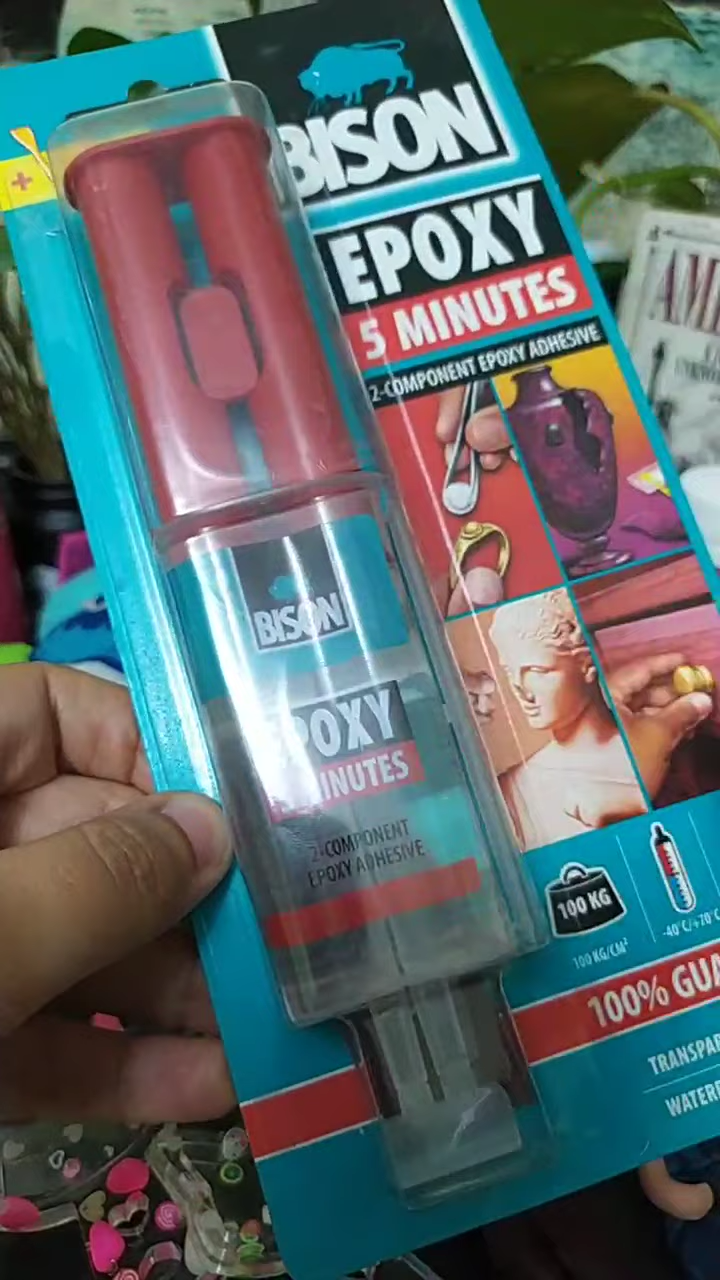 BISON
EPOXY
5 MINUTES
2-COMPONENT EPOXY ADHESIVE
BISON
POXY
MINUTES
2-COMPONENT
EPOXY ADHESIVE
100 KG
100 KG/CM²
-40°C/+70°C
100% GUA
TRANSPAR
WATER
AM